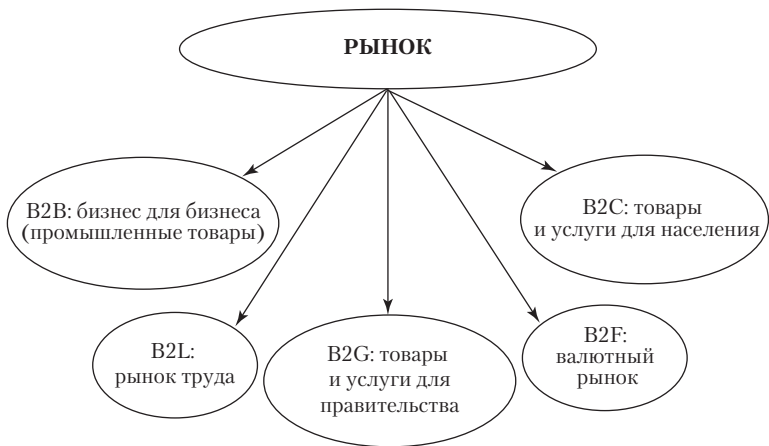 РЫНОК
B2B: бизнес для бизнеса
(промышленные товары)
B2C: товары
и услуги для населения
B2L:
рынок труда
B2G: товары
и услуги для
правительства
B2F:
валютный
рынок